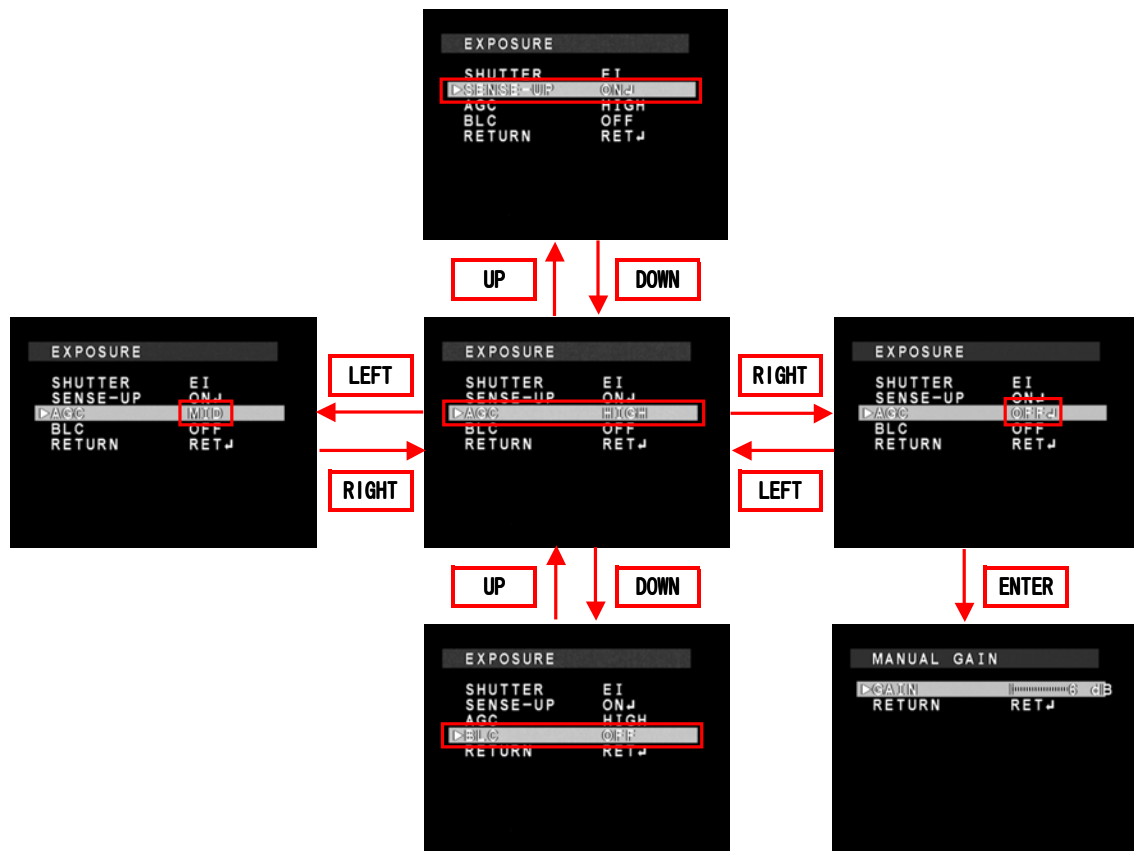 EXPOSURE
SHUTTER EI
▷SENSE-UP ON↲
AGC HIGH
BLC OFF
RETURN RET↲
UP
DOWN
EXPOSURE
SHUTTER EI
SENSE-UP ON↲
▷AGC MID
BLC OFF
RETURN RET↲
LEFT
RIGHT
EXPOSURE
SHUTTER EI
SENSE-UP ON↲
▷AGC HIGH
BLC OFF
RETURN RET↲
RIGHT
LEFT
EXPOSURE
SHUTTER EI
SENSE-UP ON↲
▷AGC OFF↲
BLC OFF
RETURN RET↲
UP
DOWN
ENTER
EXPOSURE
SHUTTER EI
SENSE-UP ON↲
AGC HIGH
▷BLC OFF
RETURN RET↲
MANUAL GAIN
▷GAIN 6 dB
RETURN RET↲